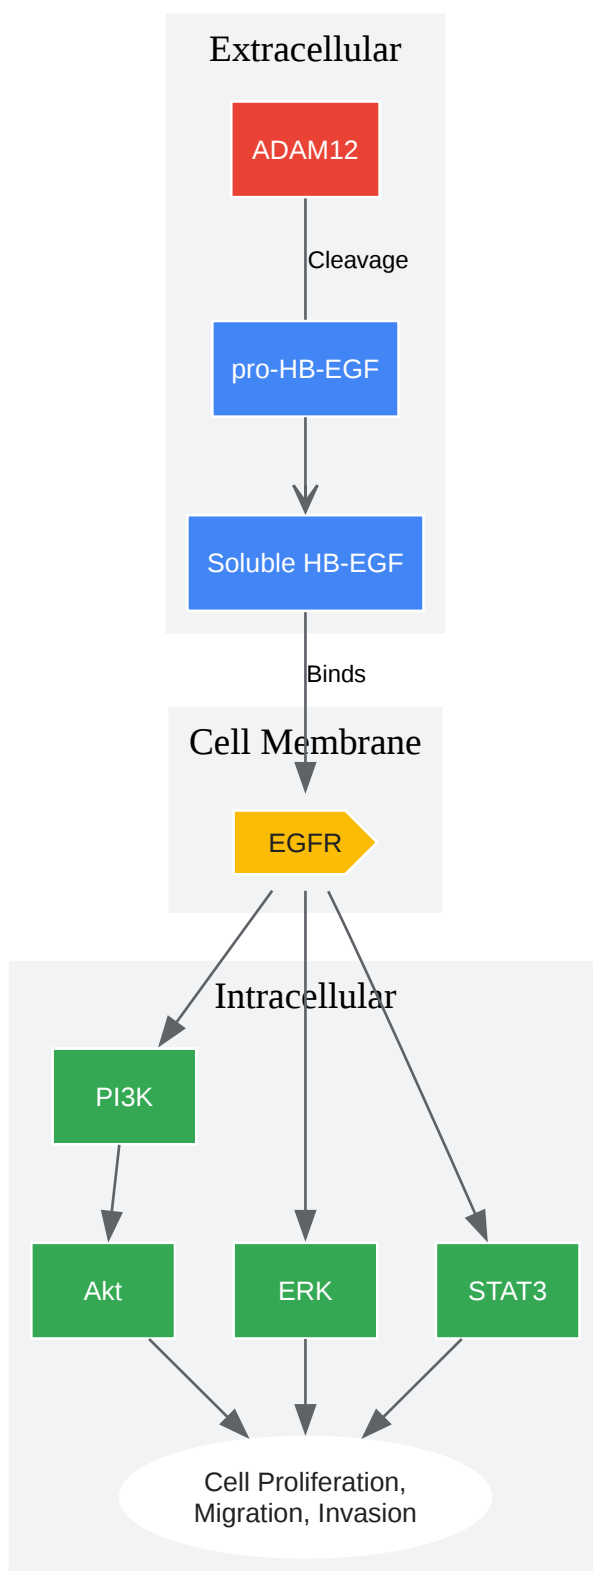 Extracellular
ADAM12
Cleavage
pro-HB-EGF
Soluble HB-EGF
Binds
Cell Membrane
EGFR
Intracellular
PI3K
Akt
ERK
STAT3
Cell Proliferation,
Migration, Invasion